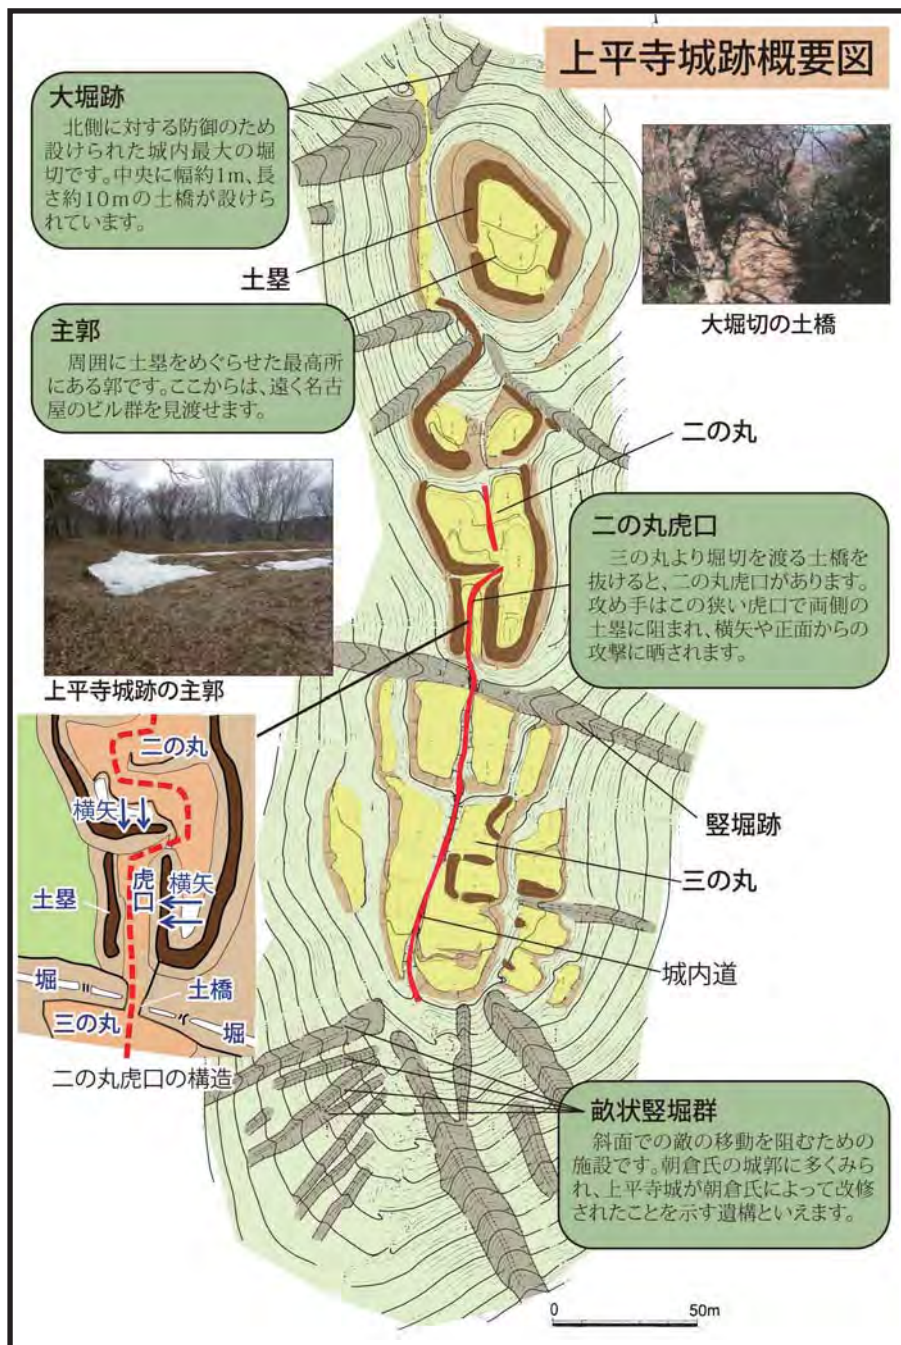 上平寺城跡概要図
大堀跡
北側に対する防御のため
設けられた城内最大の堀
切です。中央に幅約1m、長
さ約10mの土橋が設けら
れています。
土塁
大堀切の土橋
主郭
周囲に土塁をめぐらせた最高所
にある郭です。ここからは、遠く名古
屋のビル群を見渡せます。
二の丸
二の丸虎口
三の丸より堀切を渡る土橋を
抜けると、二の丸虎口があります。
攻め手はこの狭い虎口で両側の
土塁に阻まれ、横矢や正面からの
攻撃に晒されます。
上平寺城跡の主郭
二の丸
横矢
虎口
横矢
土塁
堀
土橋
三の丸
堀
二の丸虎口の構造
竪堀跡
三の丸
城内道
畝状竪堀群
斜面での敵の移動を阻むための
施設です。朝倉氏の城郭に多くみら
れ、上平寺城が朝倉氏によって改修
されたことを示す遺構といえます。
0 50m